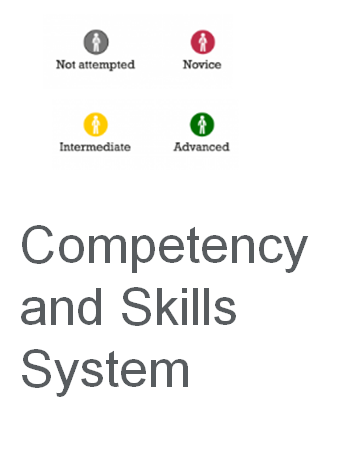 Not attempted Novice
Intermediate Advanced
Competency
and Skills
System